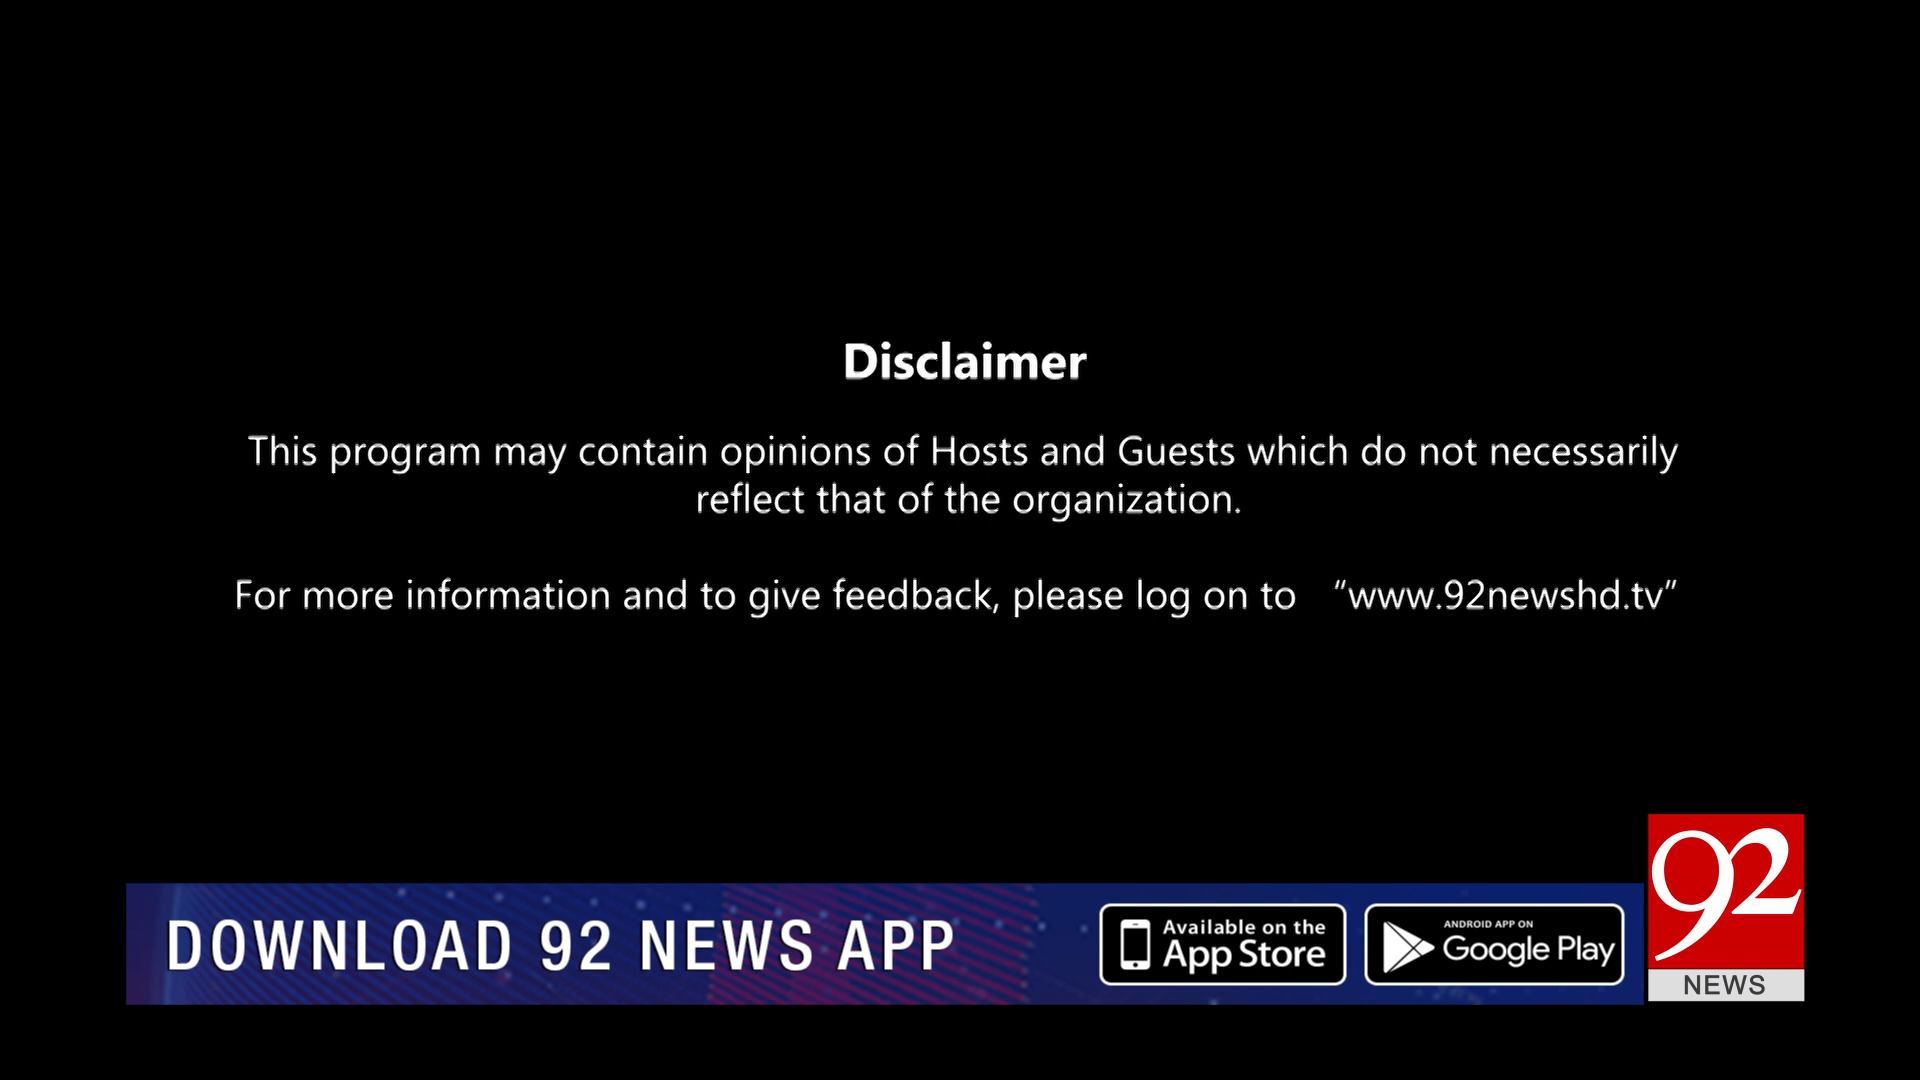 Disclaimer
This program may contain opinions of Hosts and Guests which do not necessarily
reflect that of the organization.
For more information and to give feedback, please log on to “www.92newshd.tv”
DOWNLOAD 92 NEWS APP
Available on the
App Store
ANDROID APP ON
Google Play
92
NEWS